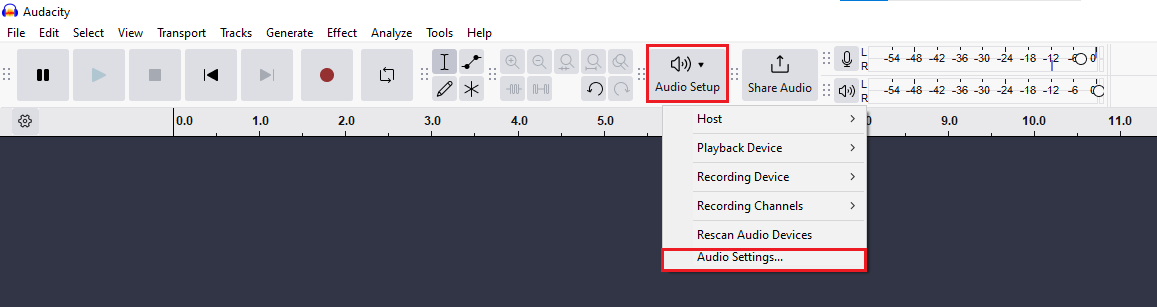 Audacity
File Edit Select View Transport Tracks Generate Effect Analyze Tools Help
Audio Setup
Share Audio
L
R
-54 -48 -42 -36 -30 -24 -18 -12 -6 0
L
R
-54 -48 -42 -36 -30 -24 -18 -12 -6
0.0 1.0 2.0 3.0 4.0 5.0 0 9.0 10.0 11.0
Host
Playback Device
Recording Device
Recording Channels
Rescan Audio Devices
Audio Settings...